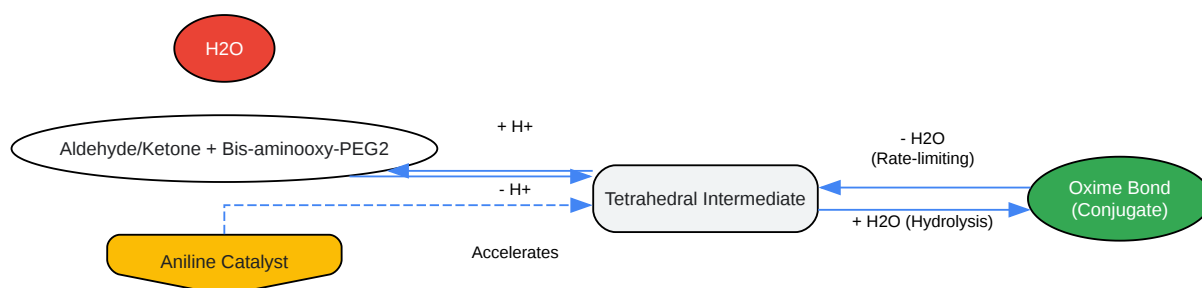 H2O
Aldehyde/Ketone + Bis-aminooxy-PEG2
+ H+
- H+
Tetrahedral Intermediate
- H2O
(Rate-limiting)
+ H2O (Hydrolysis)
Oxime Bond
(Conjugate)
Aniline Catalyst
Accelerates